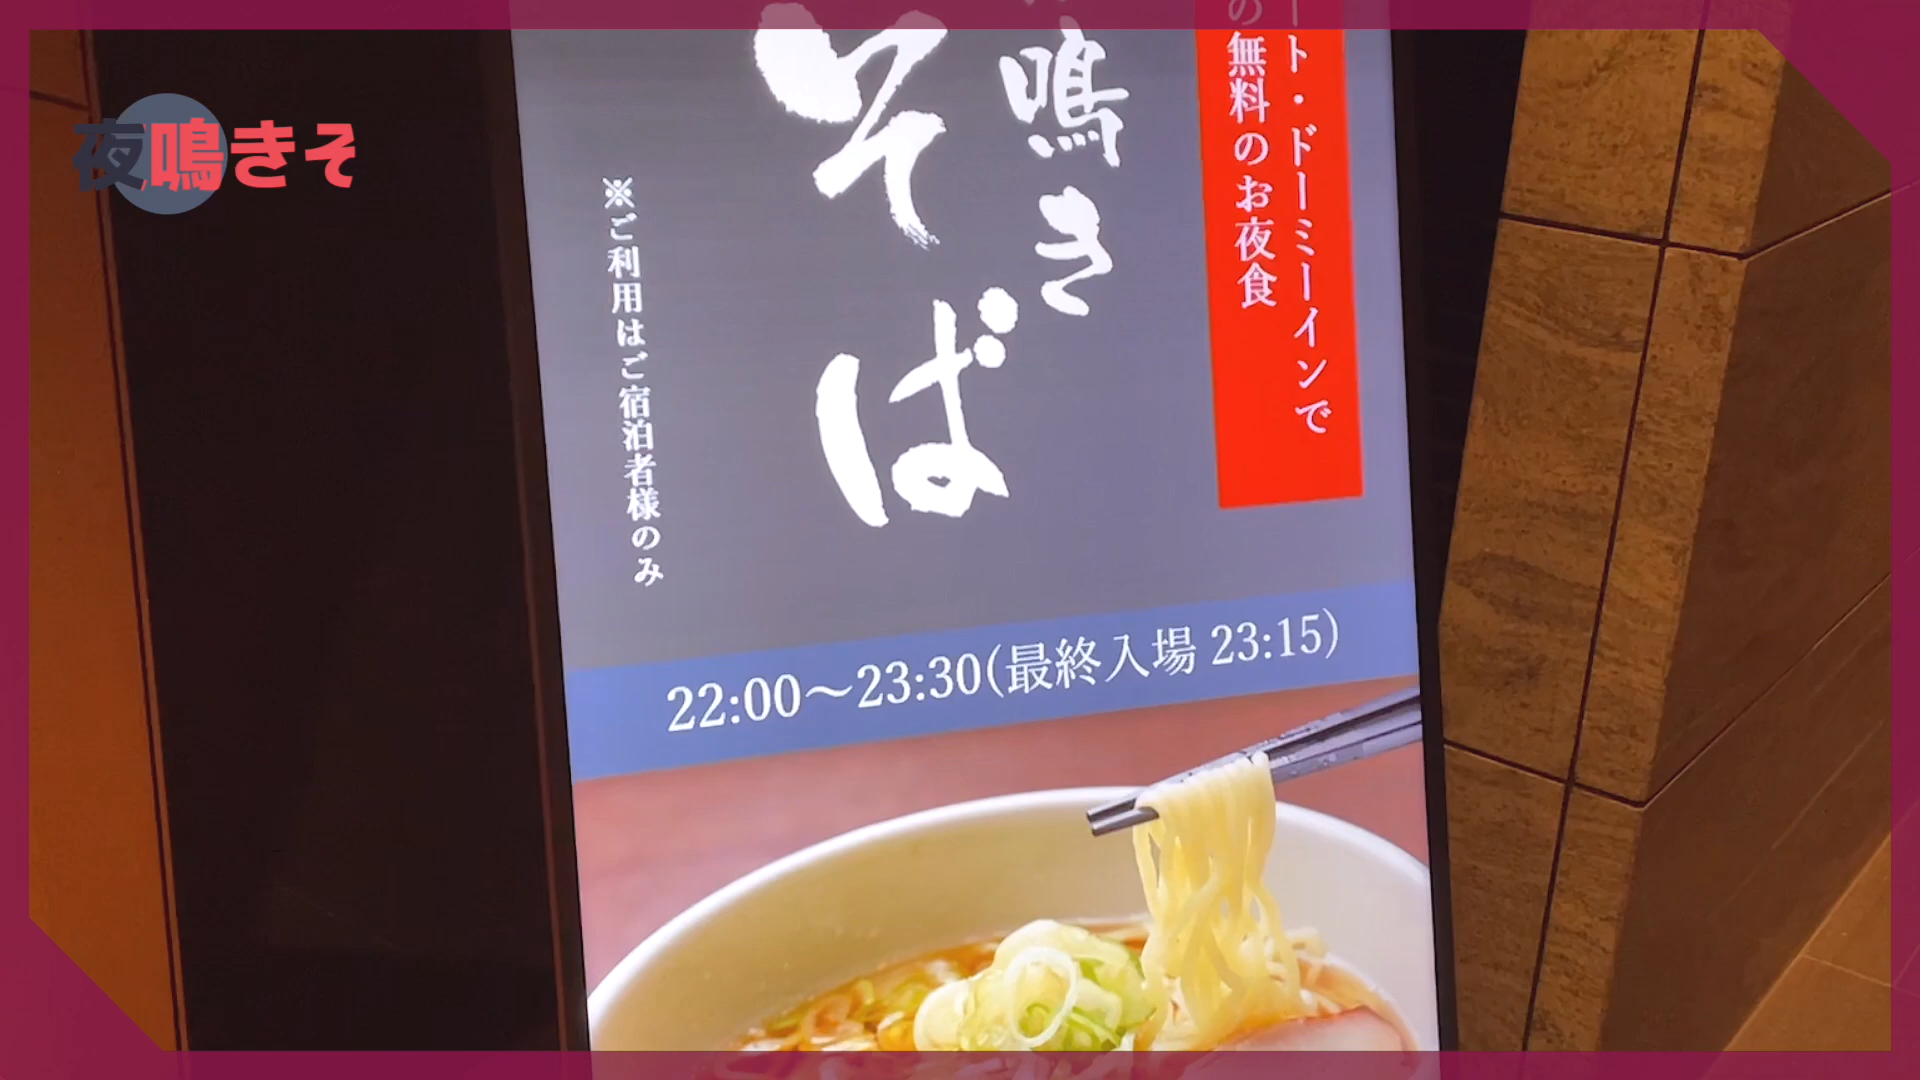 夜鳴きそ
ート・ドーミーインで
の無料のお夜食
鳴き
そば
※ご利用はご宿泊者様のみ
22:00〜23:30(最終入場 23:15)